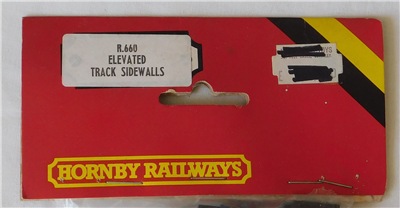 R.660
ELEVATED
TRACK SIDEWALLS
HORNBY RAILWAYS